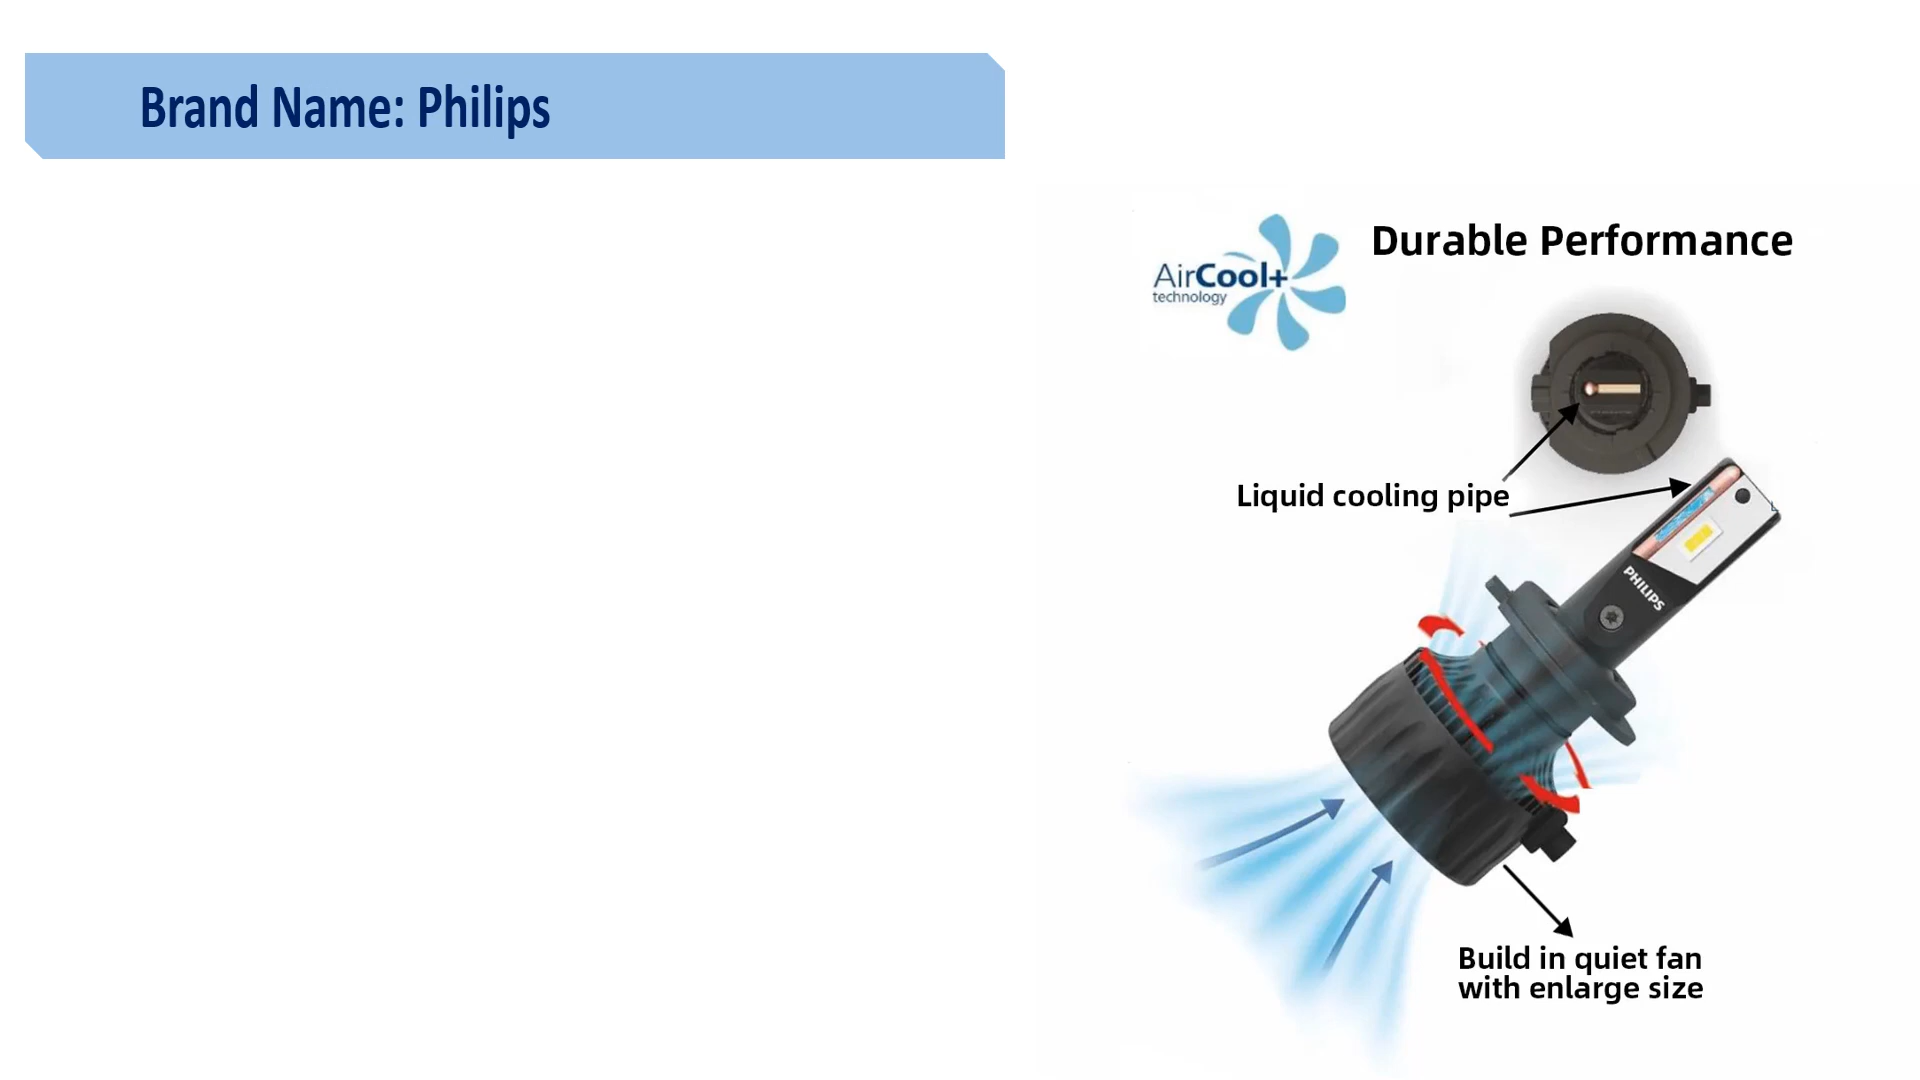 Brand Name: Philips
AirCool+
technology
Durable Performance
Liquid cooling pipe
PHILIPS
Build in quiet fan
with enlarge size